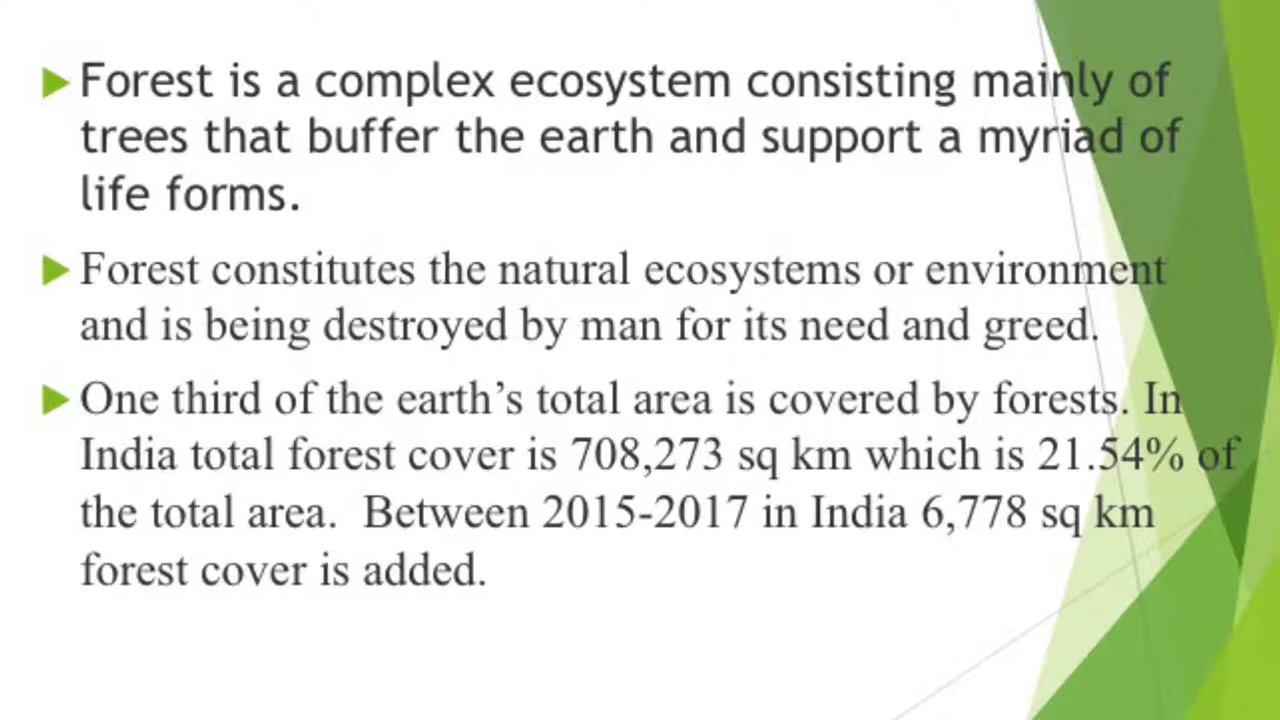 Forest is a complex ecosystem consisting mainly of
trees that buffer the earth and support a myriad of
life forms.
Forest constitutes the natural ecosystems or environment
and is being destroyed by man for its need and greed.
One third of the earth’s total area is covered by forests. In
India total forest cover is 708,273 sq km which is 21.54% of
the total area.  Between 2015-2017 in India 6,778 sq km
forest cover is added.